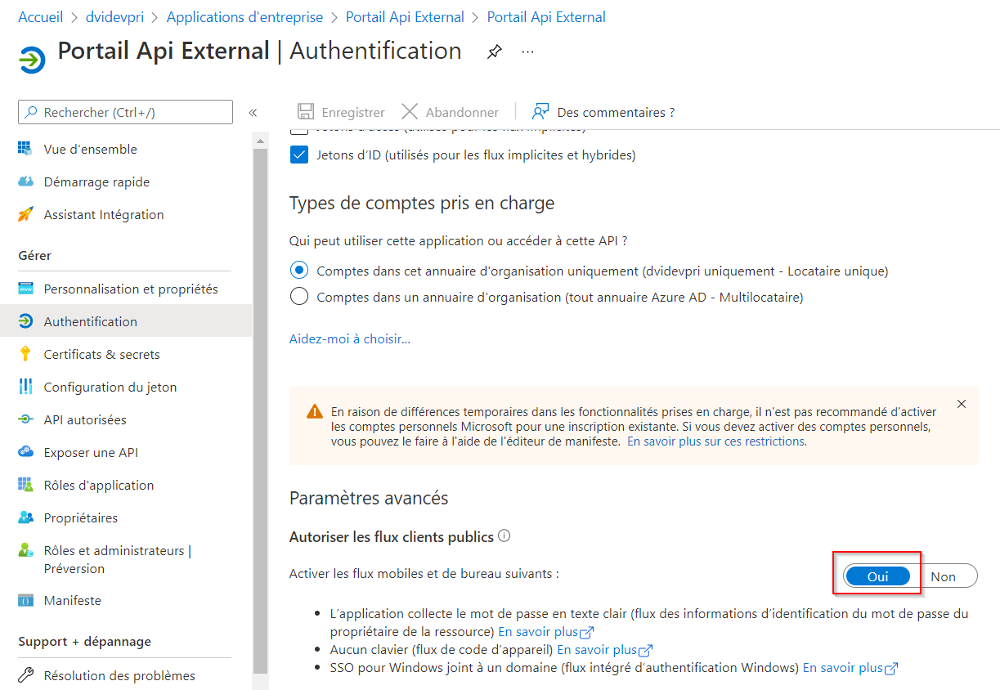 Accueil > dvidevpri > Applications d'entreprise > Portail Api External > Portail Api External
Portail Api External | Authentification ...
Rechercher (Ctrl+/) «
Enregistrer Abandonner Des commentaires ?
Jetons d'accès (utilisés pour les flux implicites)
Jetons d'ID (utilisés pour les flux implicites et hybrides)
Vue d'ensemble
Démarrage rapide
Assistant Intégration
Gérer
Personnalisation et propriétés
Authentification
Certificats & secrets
Configuration du jeton
API autorisées
Exposer une API
Rôles d'application
Propriétaires
Rôles et administrateurs |
Préversion
Manifeste
Support + dépannage
Résolution des problèmes
Types de comptes pris en charge
Qui peut utiliser cette application ou accéder à cette API ?
Comptes dans cet annuaire d'organisation uniquement (dvidevpri uniquement - Locataire unique)
Comptes dans un annuaire d'organisation (tout annuaire Azure AD - Multilocataire)
Aidez-moi à choisir...
En raison de différences temporaires dans les fonctionnalités prises en charge, il n'est pas recommandé d'activer
les comptes personnels Microsoft pour une inscription existante. Si vous devez activer des comptes personnels,
vous pouvez le faire à l'aide de l'éditeur de manifeste. En savoir plus sur ces restrictions.
Paramètres avancés
Autoriser les flux clients publics
Activer les flux mobiles et de bureau suivants :
Oui Non
• L'application collecte le mot de passe en texte clair (flux des informations d'identification du mot de passe du
propriétaire de la ressource) En savoir plus
• Aucun clavier (flux de code d'appareil) En savoir plus
• SSO pour Windows joint à un domaine (flux intégré d'authentification Windows) En savoir plus